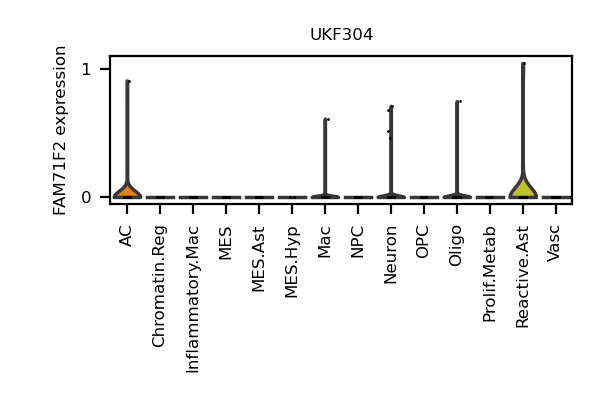 UKF304
FAM71F2 expression
1
0
AC
Chromatin.Reg
Inflammatory.Mac
MES
MES.Ast
MES.Hyp
Mac
NPC
Neuron
OPC
Oligo
Prolif.Metab
Reactive.Ast
Vasc